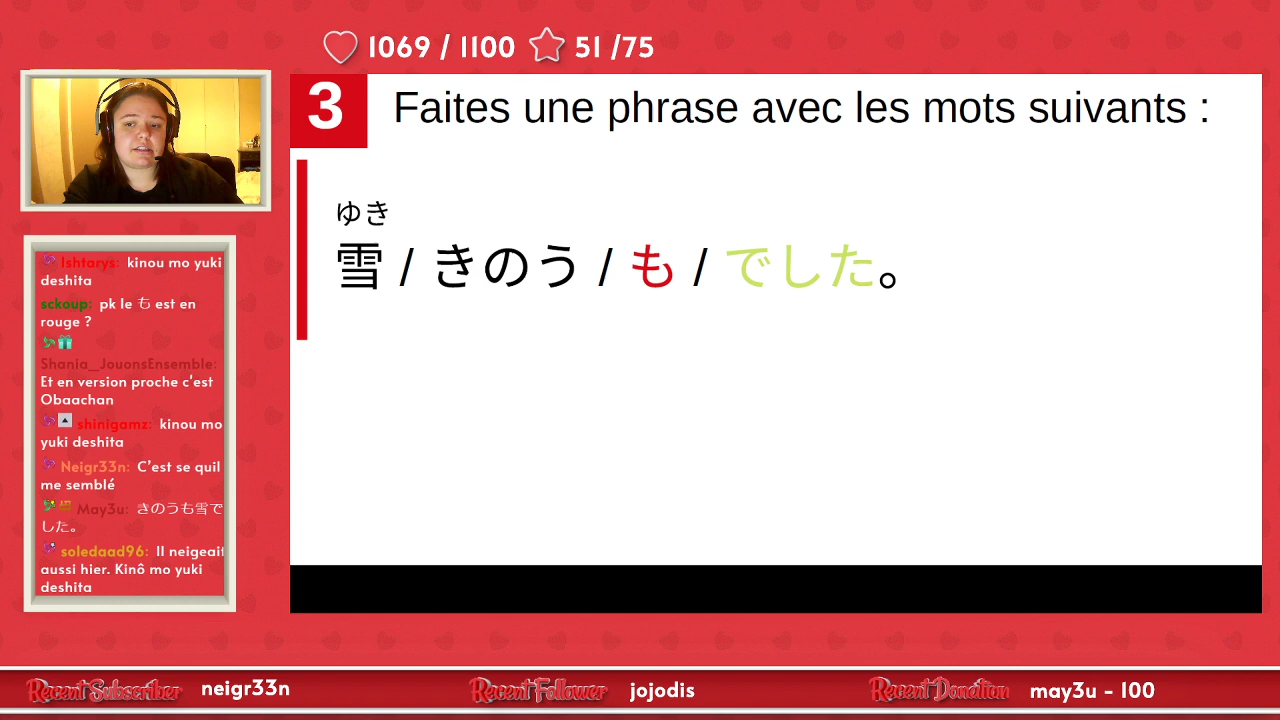 1069 / 1100 51 /75
3 Faites une phrase avec les mots suivants :
ゆき
雪 / きのう / も / でした。
Ishtarys: kinou mo yuki
deshita
sckoup: pk le も est en
rouge ?
Shania__JouonsEnsemble:
Et en version proche c'est
Obaachan
shinigamz: kinou mo
yuki deshita
Neigr33n: C'est se quil
me semblé
May3u: きのうも雪で
した。
soledaad96: Il neigeait
aussi hier. Kinô mo yuki
deshita
Recent Subscriber neigr33n Recent Follower jojodis Recent Donation may3u - 100